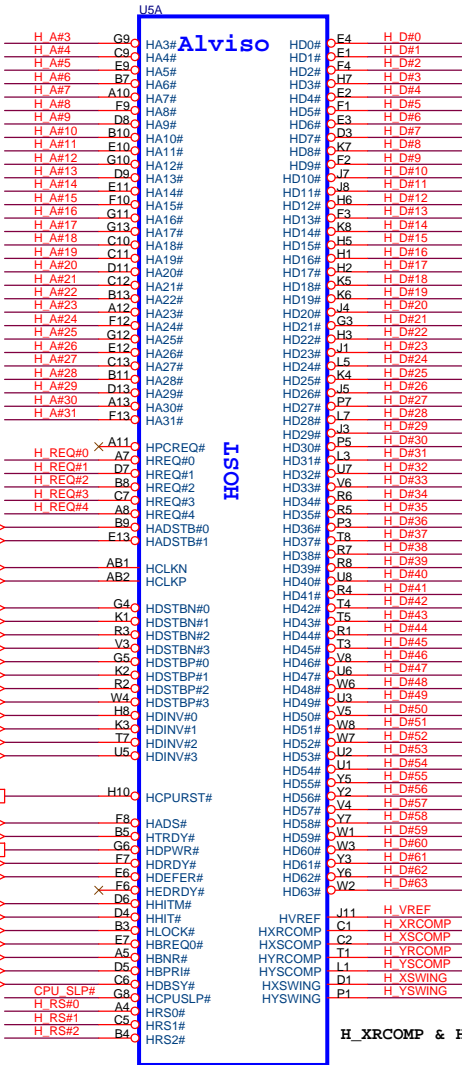 U5A
Alviso
HOST
H_A#3 G9 HA3#
H_A#4 C9 HA4#
H_A#5 E9 HA5#
H_A#6 B7 HA6#
H_A#7 A10 HA7#
H_A#8 F9 HA8#
H_A#9 D8 HA9#
H_A#10 B10 HA10#
H_A#11 E10 HA11#
H_A#12 G10 HA12#
H_A#13 D9 HA13#
H_A#14 E11 HA14#
H_A#15 F10 HA15#
H_A#16 G11 HA16#
H_A#17 G13 HA17#
H_A#18 C10 HA18#
H_A#19 C11 HA19#
H_A#20 D11 HA20#
H_A#21 C12 HA21#
H_A#22 B13 HA22#
H_A#23 A12 HA23#
H_A#24 F12 HA24#
H_A#25 G12 HA25#
H_A#26 E12 HA26#
H_A#27 C13 HA27#
H_A#28 B11 HA28#
H_A#29 D13 HA29#
H_A#30 A13 HA30#
H_A#31 F13 HA31#
A11 HPCREQ#
H_REQ#0 A7 HREQ#0
H_REQ#1 D7 HREQ#1
H_REQ#2 B8 HREQ#2
H_REQ#3 C7 HREQ#3
H_REQ#4 A8 HREQ#4
B9 HADSTB#0
E13 HADSTB#1
AB1 HCLKN
AB2 HCLKP
G4 HDSTBN#0
K1 HDSTBN#1
R3 HDSTBN#2
V3 HDSTBN#3
G5 HDSTBP#0
K2 HDSTBP#1
R2 HDSTBP#2
W4 HDSTBP#3
H8 HDINV#0
K3 HDINV#1
T7 HDINV#2
U5 HDINV#3
H10 HCPURST#
F8 HADS#
B5 HTRDY#
G6 HDPWR#
F7 HDRDY#
E6 HDEFER#
F6 HEDRDY#
D6 HHITM#
D4 HHIT#
B3 HLOCK#
E7 HBREQ0#
A5 HBNR#
D5 HBPRI#
C6 HDBSY#
CPU_SLP# G8 HCPUSLP#
H_RS#0 A4 HRS0#
H_RS#1 C5 HRS1#
H_RS#2 B4 HRS2#
HD0# E4 H_D#0
HD1# E1 H_D#1
HD2# F4 H_D#2
HD3# H7 H_D#3
HD4# E2 H_D#4
HD5# F1 H_D#5
HD6# E3 H_D#6
HD7# D3 H_D#7
HD8# K7 H_D#8
HD9# F2 H_D#9
HD10# J7 H_D#10
HD11# J8 H_D#11
HD12# H6 H_D#12
HD13# F3 H_D#13
HD14# K8 H_D#14
HD15# H5 H_D#15
HD16# H1 H_D#16
HD17# H2 H_D#17
HD18# K5 H_D#18
HD19# K6 H_D#19
HD20# J4 H_D#20
HD21# G3 H_D#21
HD22# H3 H_D#22
HD23# J1 H_D#23
HD24# L5 H_D#24
HD25# K4 H_D#25
HD26# J5 H_D#26
HD27# P7 H_D#27
HD28# L7 H_D#28
HD29# J3 H_D#29
HD30# P5 H_D#30
HD31# L3 H_D#31
HD32# U7 H_D#32
HD33# V6 H_D#33
HD34# R6 H_D#34
HD35# R5 H_D#35
HD36# P3 H_D#36
HD37# T8 H_D#37
HD38# R7 H_D#38
HD39# R8 H_D#39
HD40# U8 H_D#40
HD41# R4 H_D#41
HD42# T4 H_D#42
HD43# T5 H_D#43
HD44# R1 H_D#44
HD45# T3 H_D#45
HD46# V8 H_D#46
HD47# U6 H_D#47
HD48# W6 H_D#48
HD49# U3 H_D#49
HD50# V5 H_D#50
HD51# W8 H_D#51
HD52# W7 H_D#52
HD53# U2 H_D#53
HD54# U1 H_D#54
HD55# Y5 H_D#55
HD56# Y2 H_D#56
HD57# V4 H_D#57
HD58# Y7 H_D#58
HD59# W1 H_D#59
HD60# W3 H_D#60
HD61# Y3 H_D#61
HD62# Y6 H_D#62
HD63# W2 H_D#63
HVREF J11 H_VREF
HXRCOMP C1 H_XRCOMP
HXSCOMP C2 H_XSCOMP
HYRCOMP T1 H_YRCOMP
HYSCOMP L1 H_YSCOMP
HXSWING D1 H_XSWING
HYSWING P1 H_YSWING
H_XRCOMP & H